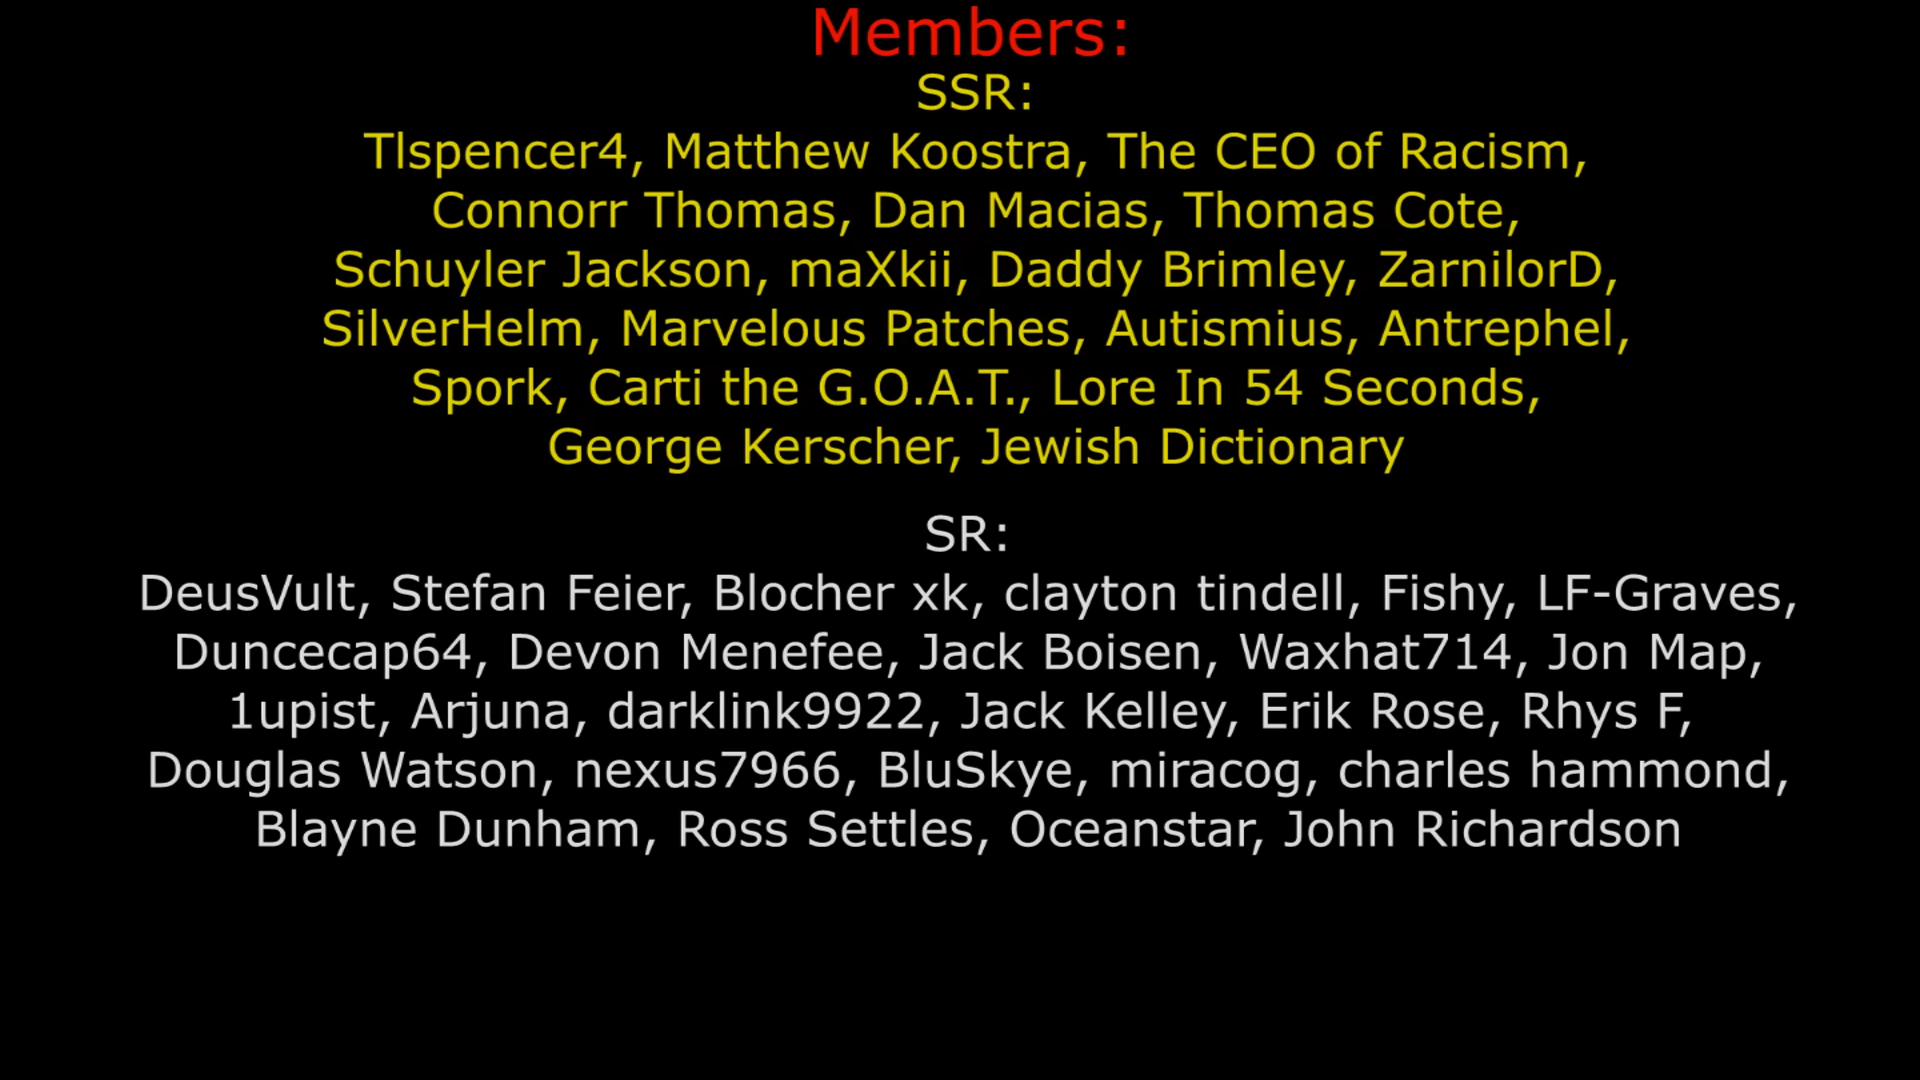 Members:
SSR:
Tlspencer4, Matthew Koostra, The CEO of Racism,
Connorr Thomas, Dan Macias, Thomas Cote,
Schuyler Jackson, maXkii, Daddy Brimley, ZarnilorD,
SilverHelm, Marvelous Patches, Autismius, Antrephel,
Spork, Carti the G.O.A.T., Lore In 54 Seconds,
George Kerscher, Jewish Dictionary
SR:
DeusVult, Stefan Feier, Blocher xk, clayton tindell, Fishy, LF-Graves,
Duncecap64, Devon Menefee, Jack Boisen, Waxhat714, Jon Map,
1upist, Arjuna, darklink9922, Jack Kelley, Erik Rose, Rhys F,
Douglas Watson, nexus7966, BluSkye, miracog, charles hammond,
Blayne Dunham, Ross Settles, Oceanstar, John Richardson